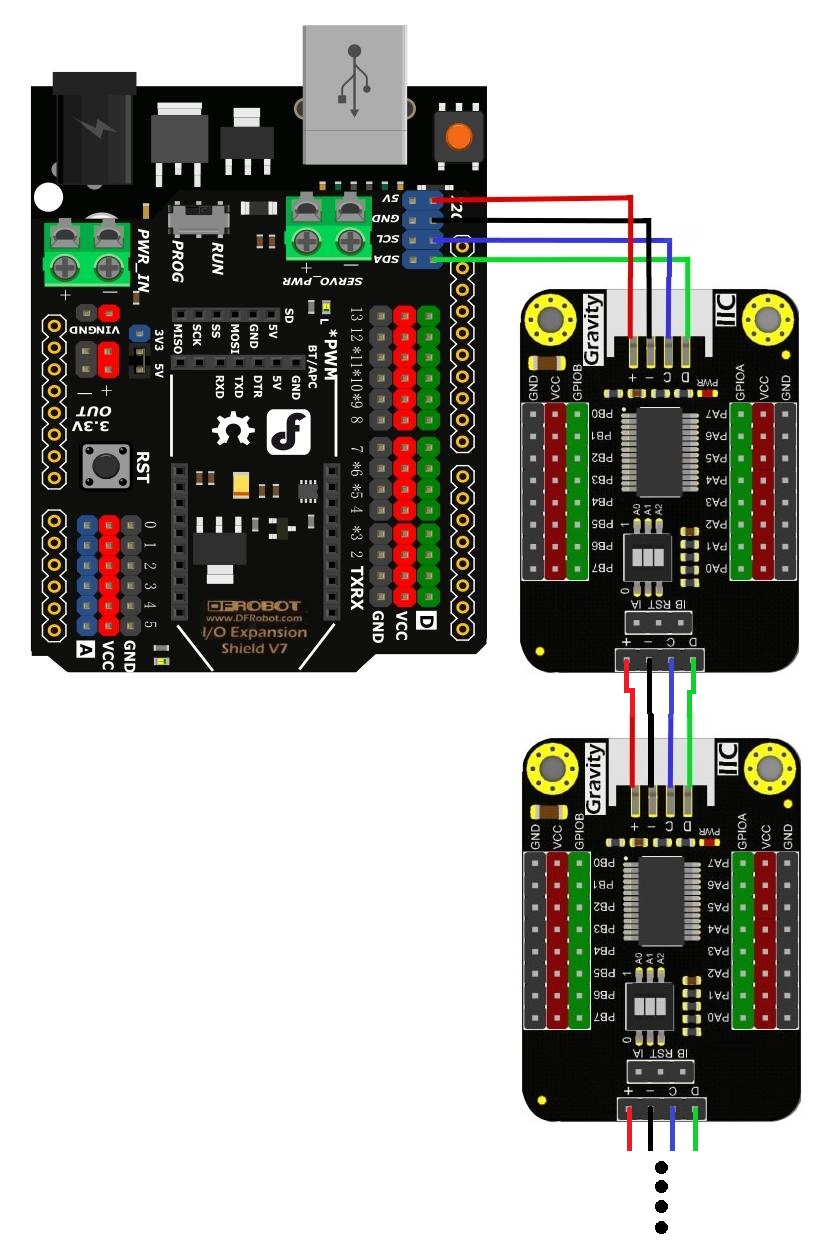 5V
GND
SCL
SDA
I2C
PWR_IN
PROG
RUN
+ −
SERVO_PWR
+ −
VIN GND
3V3
5V
− +
OUT
3.3V
RST
MISO
SCK
SS
MOSI
GND
5V
SD
L
RXD
TXD
DTR
5V
GND
BT/APC
*PWM
13
12
*11
*10
*9
8
7
*6
*5
4
*3
2
TX
RX
GND
VCC
D
0
1
2
3
4
5
A
VCC
GND
DFROBOT
www.DFRobot.com
I/O Expansion
Shield V7
Gravity
IIC
+ − C D
PWR
GND
VCC
GPIOB
GPIOA
VCC
GND
PB0
PB1
PB2
PB3
PB4
PB5
PB6
PB7
PA7
PA6
PA5
PA4
PA3
PA2
PA1
PA0
A0
A1
A2
1
0
IA RST IB
+ − C D
Gravity
IIC
+ − C D
PWR
GND
VCC
GPIOB
GPIOA
VCC
GND
PB0
PB1
PB2
PB3
PB4
PB5
PB6
PB7
PA7
PA6
PA5
PA4
PA3
PA2
PA1
PA0
A0
A1
A2
1
0
IA RST IB
+ − C D